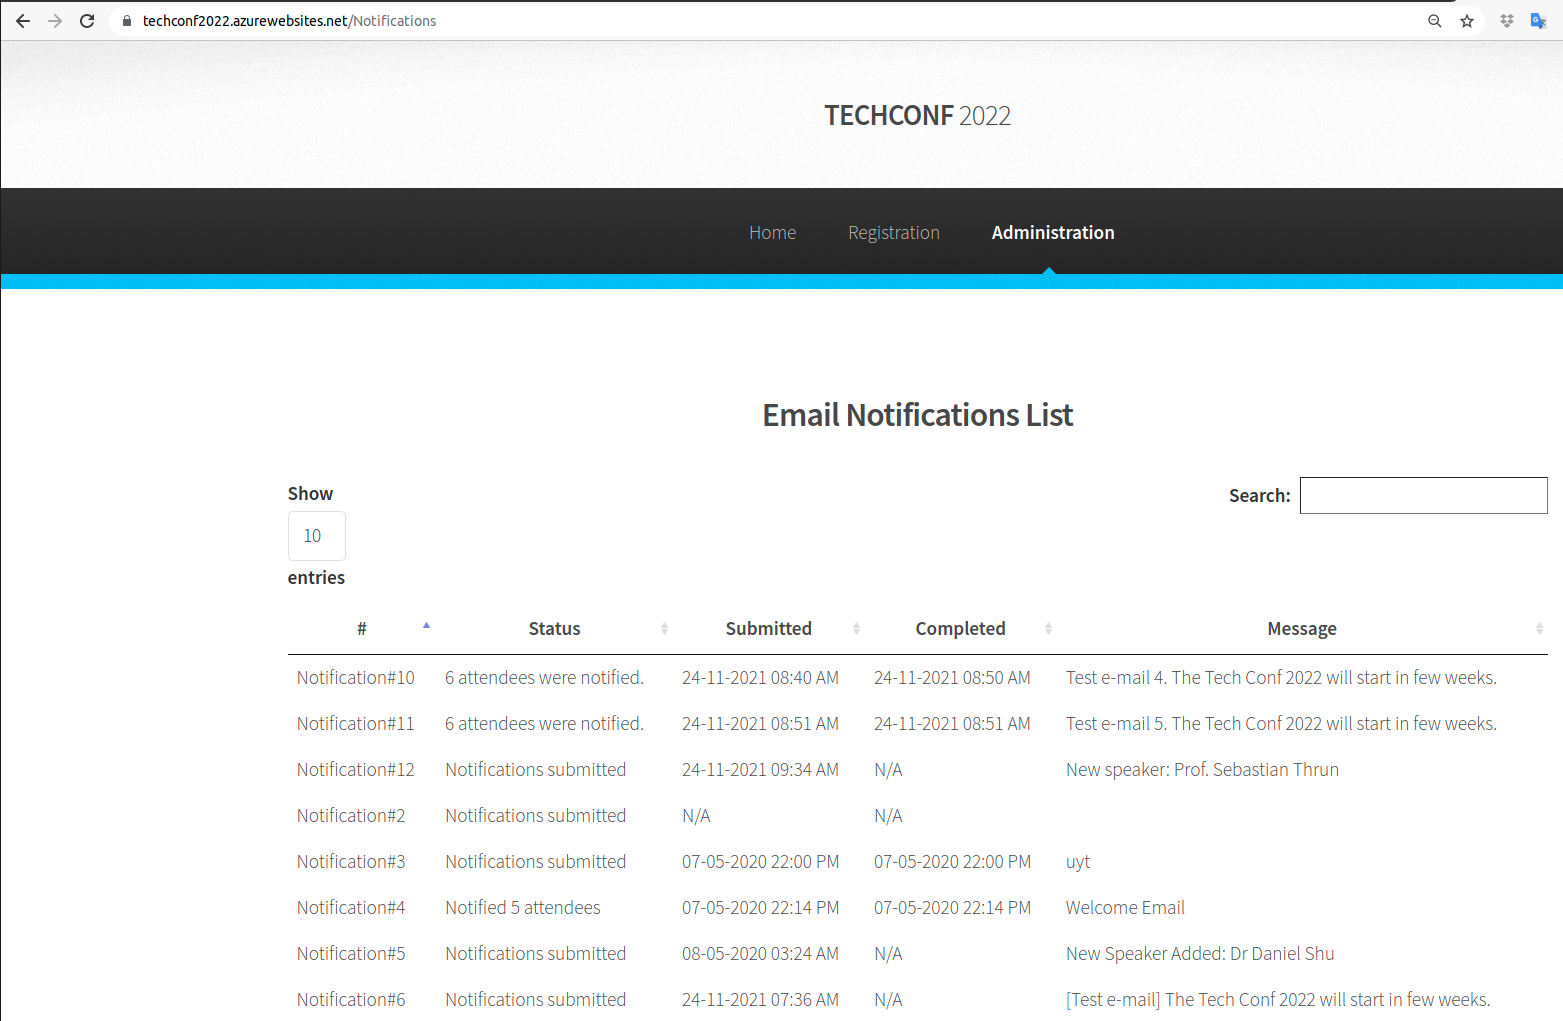 techconf2022.azurewebsites.net/Notifications
TECHCONF 2022
Home Registration Administration
Email Notifications List
Show
10
entries
Search:
# Status Submitted Completed Message
Notification#10 6 attendees were notified. 24-11-2021 08:40 AM 24-11-2021 08:50 AM Test e-mail 4. The Tech Conf 2022 will start in few weeks.
Notification#11 6 attendees were notified. 24-11-2021 08:51 AM 24-11-2021 08:51 AM Test e-mail 5. The Tech Conf 2022 will start in few weeks.
Notification#12 Notifications submitted 24-11-2021 09:34 AM N/A New speaker: Prof. Sebastian Thrun
Notification#2 Notifications submitted N/A N/A
Notification#3 Notifications submitted 07-05-2020 22:00 PM 07-05-2020 22:00 PM uyt
Notification#4 Notified 5 attendees 07-05-2020 22:14 PM 07-05-2020 22:14 PM Welcome Email
Notification#5 Notifications submitted 08-05-2020 03:24 AM N/A New Speaker Added: Dr Daniel Shu
Notification#6 Notifications submitted 24-11-2021 07:36 AM N/A [Test e-mail] The Tech Conf 2022 will start in few weeks.